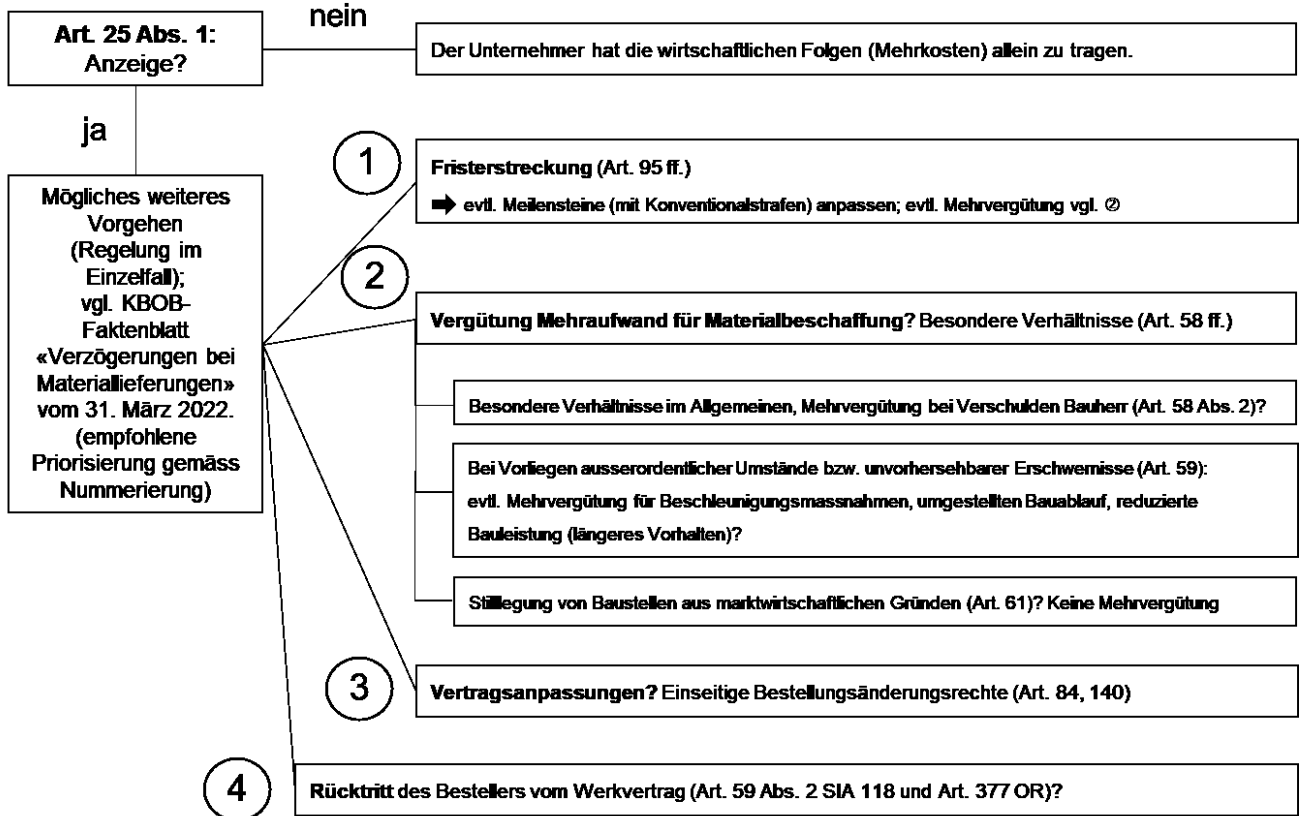 nein
Art. 25 Abs. 1:
Anzeige?
Der Unternehmer hat die wirtschaftlichen Folgen (Mehrkosten) allein zu tragen.
ja
Mögliches weiteres
Vorgehen
(Regelung im
Einzelfall);
vgl. KBOB-
Faktenblatt
«Verzögerungen bei
Materiallieferungen»
vom 31. März 2022.
(empfohlene
Priorisierung gemäss
Nummerierung)
1
Fristerstreckung (Art. 95 ff.)
➡ evtl. Meilensteine (mit Konventionalstrafen) anpassen; evtl. Mehrvergütung vgl. ②
2
Vergütung Mehraufwand für Materialbeschaffung? Besondere Verhältnisse (Art. 58 ff.)
Besondere Verhältnisse im Allgemeinen, Mehrvergütung bei Verschulden Bauherr (Art. 58 Abs. 2)?
Bei Vorliegen ausserordentlicher Umstände bzw. unvorhersehbarer Erschwernisse (Art. 59):
evtl. Mehrvergütung für Beschleunigungsmassnahmen, umgestellten Bauablauf, reduzierte
Bauleistung (längeres Vorhalten)?
Stilllegung von Baustellen aus marktwirtschaftlichen Gründen (Art. 61)? Keine Mehrvergütung
3
Vertragsanpassungen? Einseitige Bestellungsänderungsrechte (Art. 84, 140)
4
Rücktritt des Bestellers vom Werkvertrag (Art. 59 Abs. 2 SIA 118 und Art. 377 OR)?